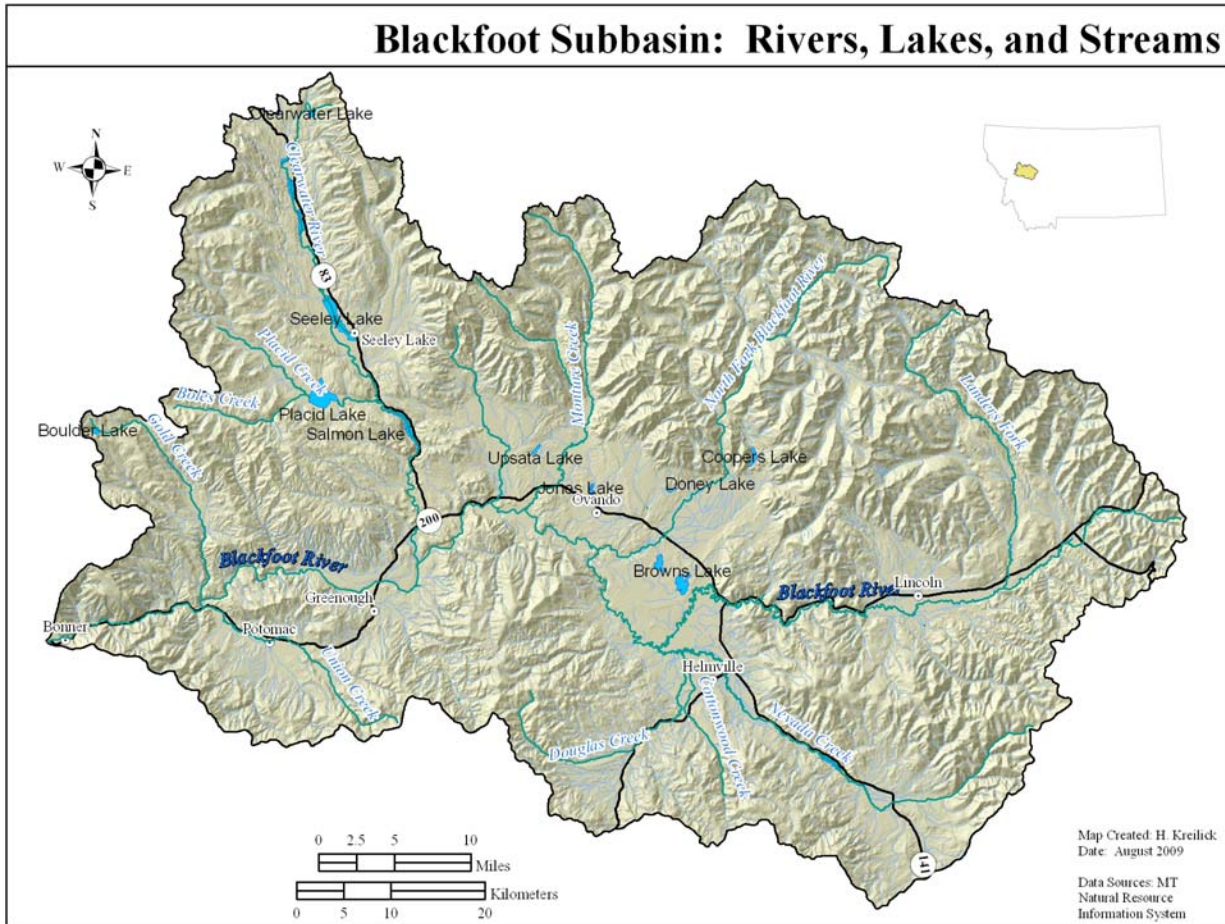 Blackfoot Subbasin: Rivers, Lakes, and Streams
N
W
E
S
Clearwater Lake
Clearwater River
83
Seeley Lake
Seeley Lake
Placid Creek
Boles Creek
Placid Lake
Salmon Lake
Boulder Lake
Gold Creek
Monture Creek
North Fork Blackfoot River
Landers Fork
Upsata Lake
Coopers Lake
Jones Lake
Doney Lake
Ovando
200
Blackfoot River
Browns Lake
Blackfoot River
Lincoln
Greenough
Bonner
Potomac
Union Creek
Helmville
Cottonwood Creek
Nevada Creek
Douglas Creek
141
0 2.5 5 10
Miles
Kilometers
0 5 10 20
Map Created: H. Kreilick
Date: August 2009
Data Sources: MT
Natural Resource
Information System